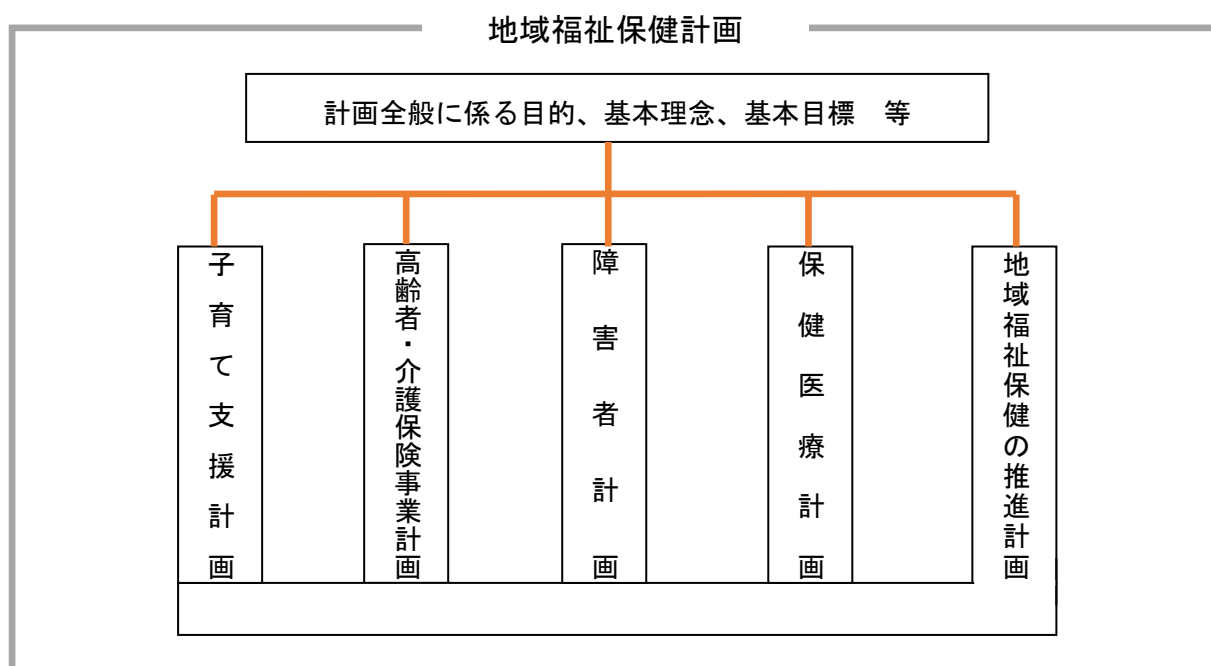 地域福祉保健計画
計画全般に係る目的、基本理念、基本目標　等
子育て支援計画
高齢者・介護保険事業計画
障害者計画
保健医療計画
地域福祉保健の推進計画